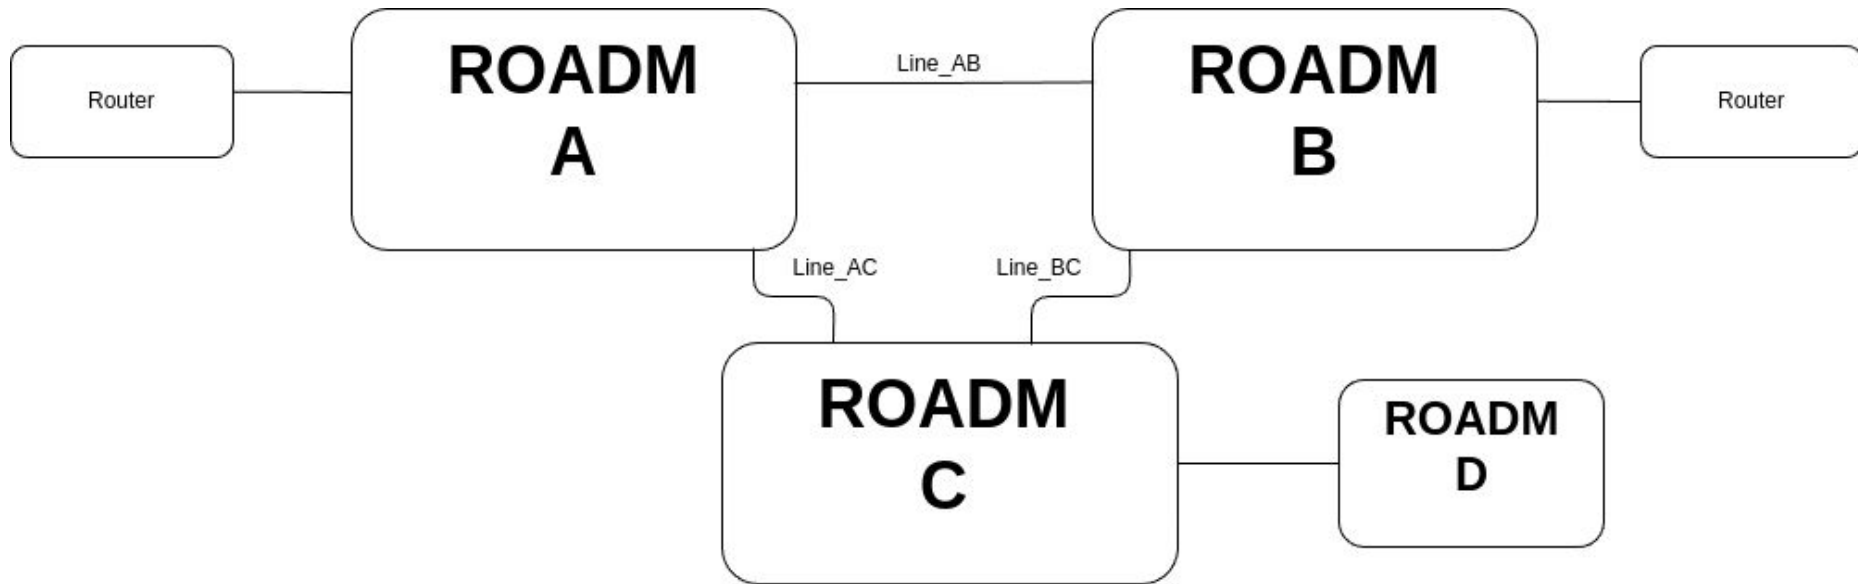 Router
ROADM
A
Line_AB
ROADM
B
Router
Line_AC
Line_BC
ROADM
C
ROADM
D